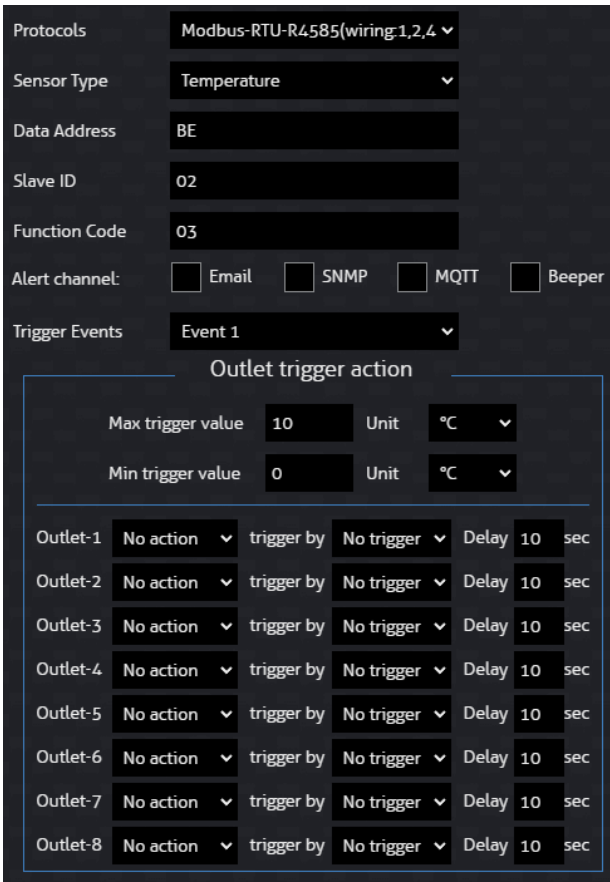 Protocols Modbus-RTU-R4585(wiring:1,2,4
Sensor Type Temperature
Data Address BE
Slave ID 02
Function Code 03
Alert channel: Email SNMP MQTT Beeper
Trigger Events Event 1
Outlet trigger action
Max trigger value 10 Unit °C
Min trigger value 0 Unit °C
Outlet-1 No action trigger by No trigger Delay 10 sec
Outlet-2 No action trigger by No trigger Delay 10 sec
Outlet-3 No action trigger by No trigger Delay 10 sec
Outlet-4 No action trigger by No trigger Delay 10 sec
Outlet-5 No action trigger by No trigger Delay 10 sec
Outlet-6 No action trigger by No trigger Delay 10 sec
Outlet-7 No action trigger by No trigger Delay 10 sec
Outlet-8 No action trigger by No trigger Delay 10 sec